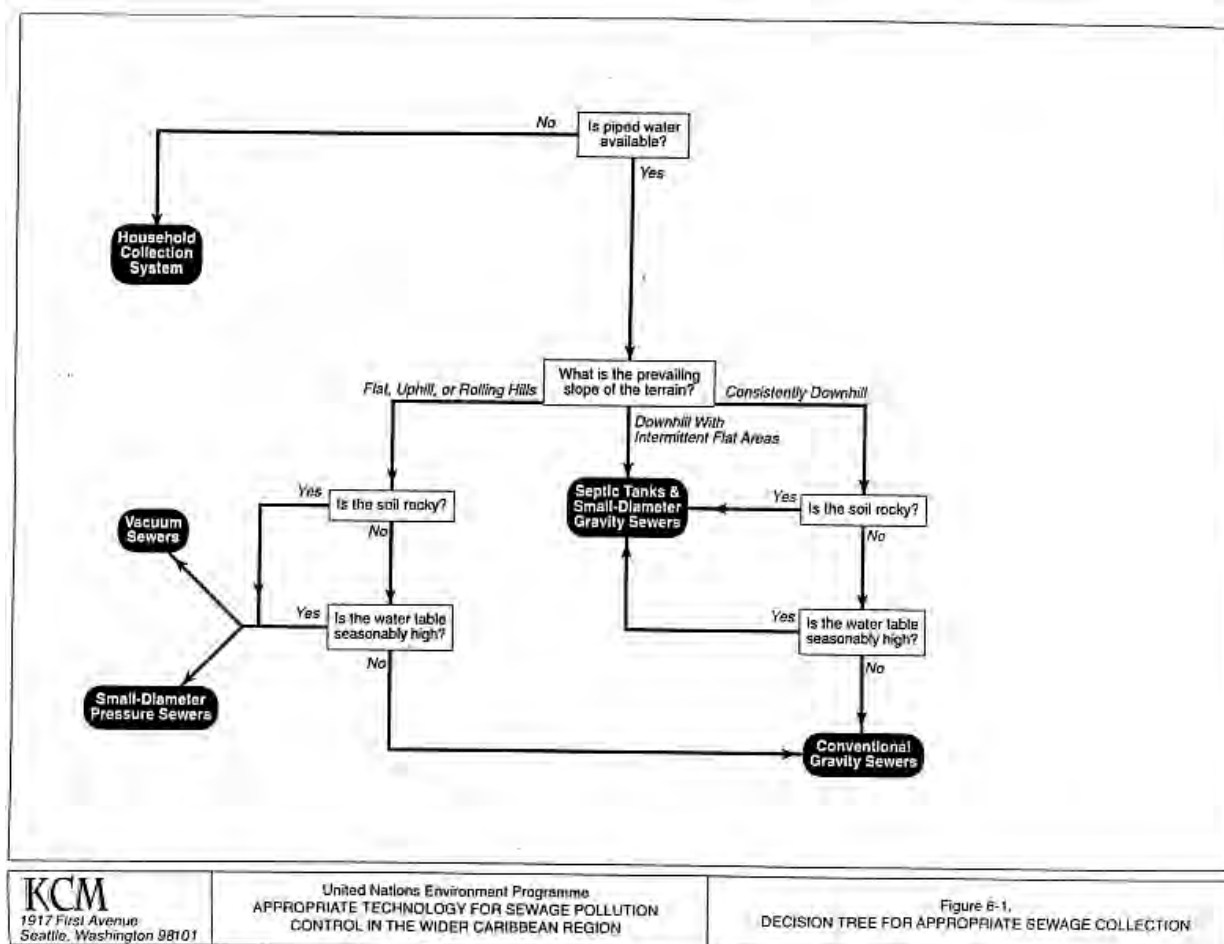 Is piped water
available?
No
Yes
Household
Collection
System
What is the prevailing
slope of the terrain?
Flat, Uphill, or Rolling Hills
Consistently Downhill
Downhill With
Intermittent Flat Areas
Septic Tanks &
Small-Diameter
Gravity Sewers
Yes
Is the soil rocky?
No
Yes
Is the soil rocky?
No
Vacuum
Sewers
Yes
Is the water table
seasonably high?
No
Yes
Is the water table
seasonably high?
No
Small-Diameter
Pressure Sewers
Conventional
Gravity Sewers
KCM
1917 First Avenue
Seattle, Washington 98101
United Nations Environment Programme
APPROPRIATE TECHNOLOGY FOR SEWAGE POLLUTION
CONTROL IN THE WIDER CARIBBEAN REGION
Figure 6-1.
DECISION TREE FOR APPROPRIATE SEWAGE COLLECTION